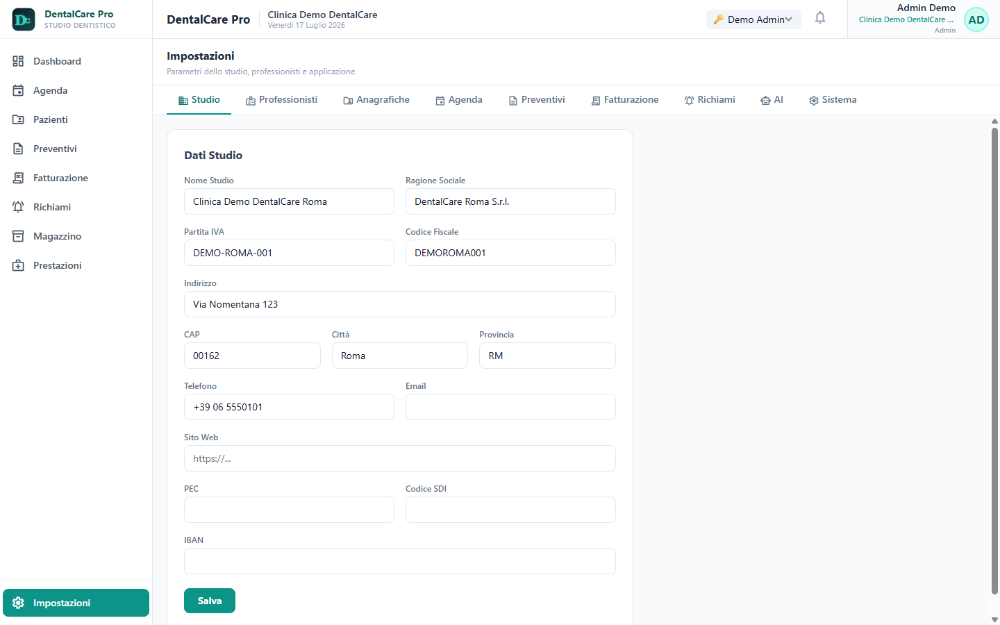 DentalCare Pro
STUDIO DENTISTICO
Dashboard
Agenda
Pazienti
Preventivi
Fatturazione
Richiami
Magazzino
Prestazioni
Impostazioni
DentalCare Pro
Clinica Demo DentalCare
Venerdì 17 Luglio 2026
Demo Admin
Admin Demo
Clinica Demo DentalCare ...
Admin
AD
Impostazioni
Parametri dello studio, professionisti e applicazione
Studio
Professionisti
Anagrafiche
Agenda
Preventivi
Fatturazione
Richiami
AI
Sistema
Dati Studio
Nome Studio
Clinica Demo DentalCare Roma
Ragione Sociale
DentalCare Roma S.r.l.
Partita IVA
DEMO-ROMA-001
Codice Fiscale
DEMOROMA001
Indirizzo
Via Nomentana 123
CAP
00162
Città
Roma
Provincia
RM
Telefono
+39 06 5550101
Email
Sito Web
https://...
PEC
Codice SDI
IBAN
Salva